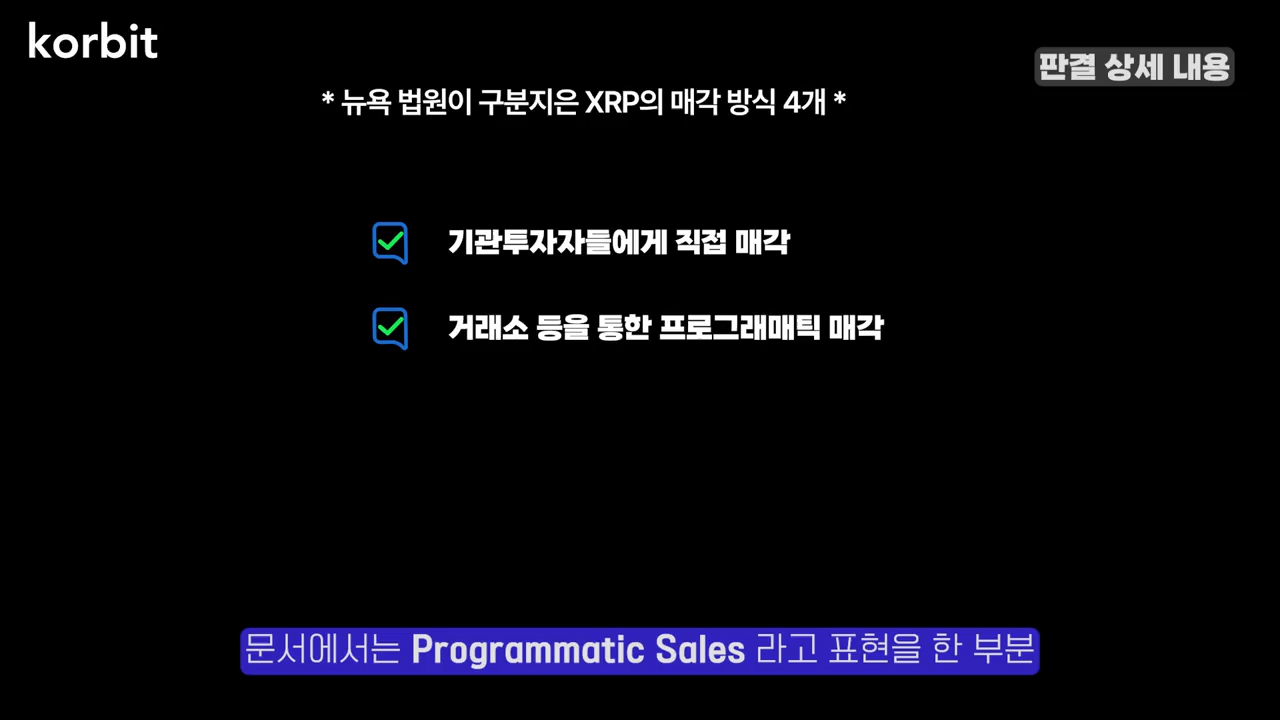 korbit
판결 상세 내용
* 뉴욕 법원이 구분지은 XRP의 매각 방식 4개 *
기관투자자들에게 직접 매각
거래소 등을 통한 프로그래매틱 매각
문서에서는 Programmatic Sales 라고 표현을 한 부분